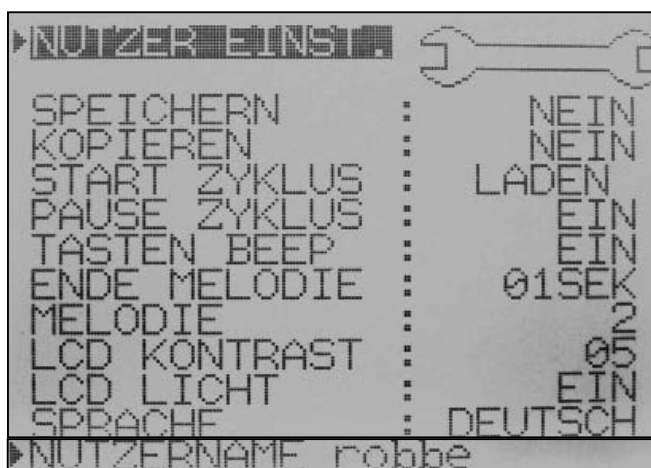 NUTZER EINST.
SPEICHERN : NEIN
KOPIEREN : NEIN
START ZYKLUS : LADEN
PAUSE ZYKLUS : EIN
TASTEN BEEP : EIN
ENDE MELODIE : 01SEK
MELODIE : 2
LCD KONTRAST : 05
LCD LICHT : EIN
SPRACHE : DEUTSCH
NUTZERNAME robbe